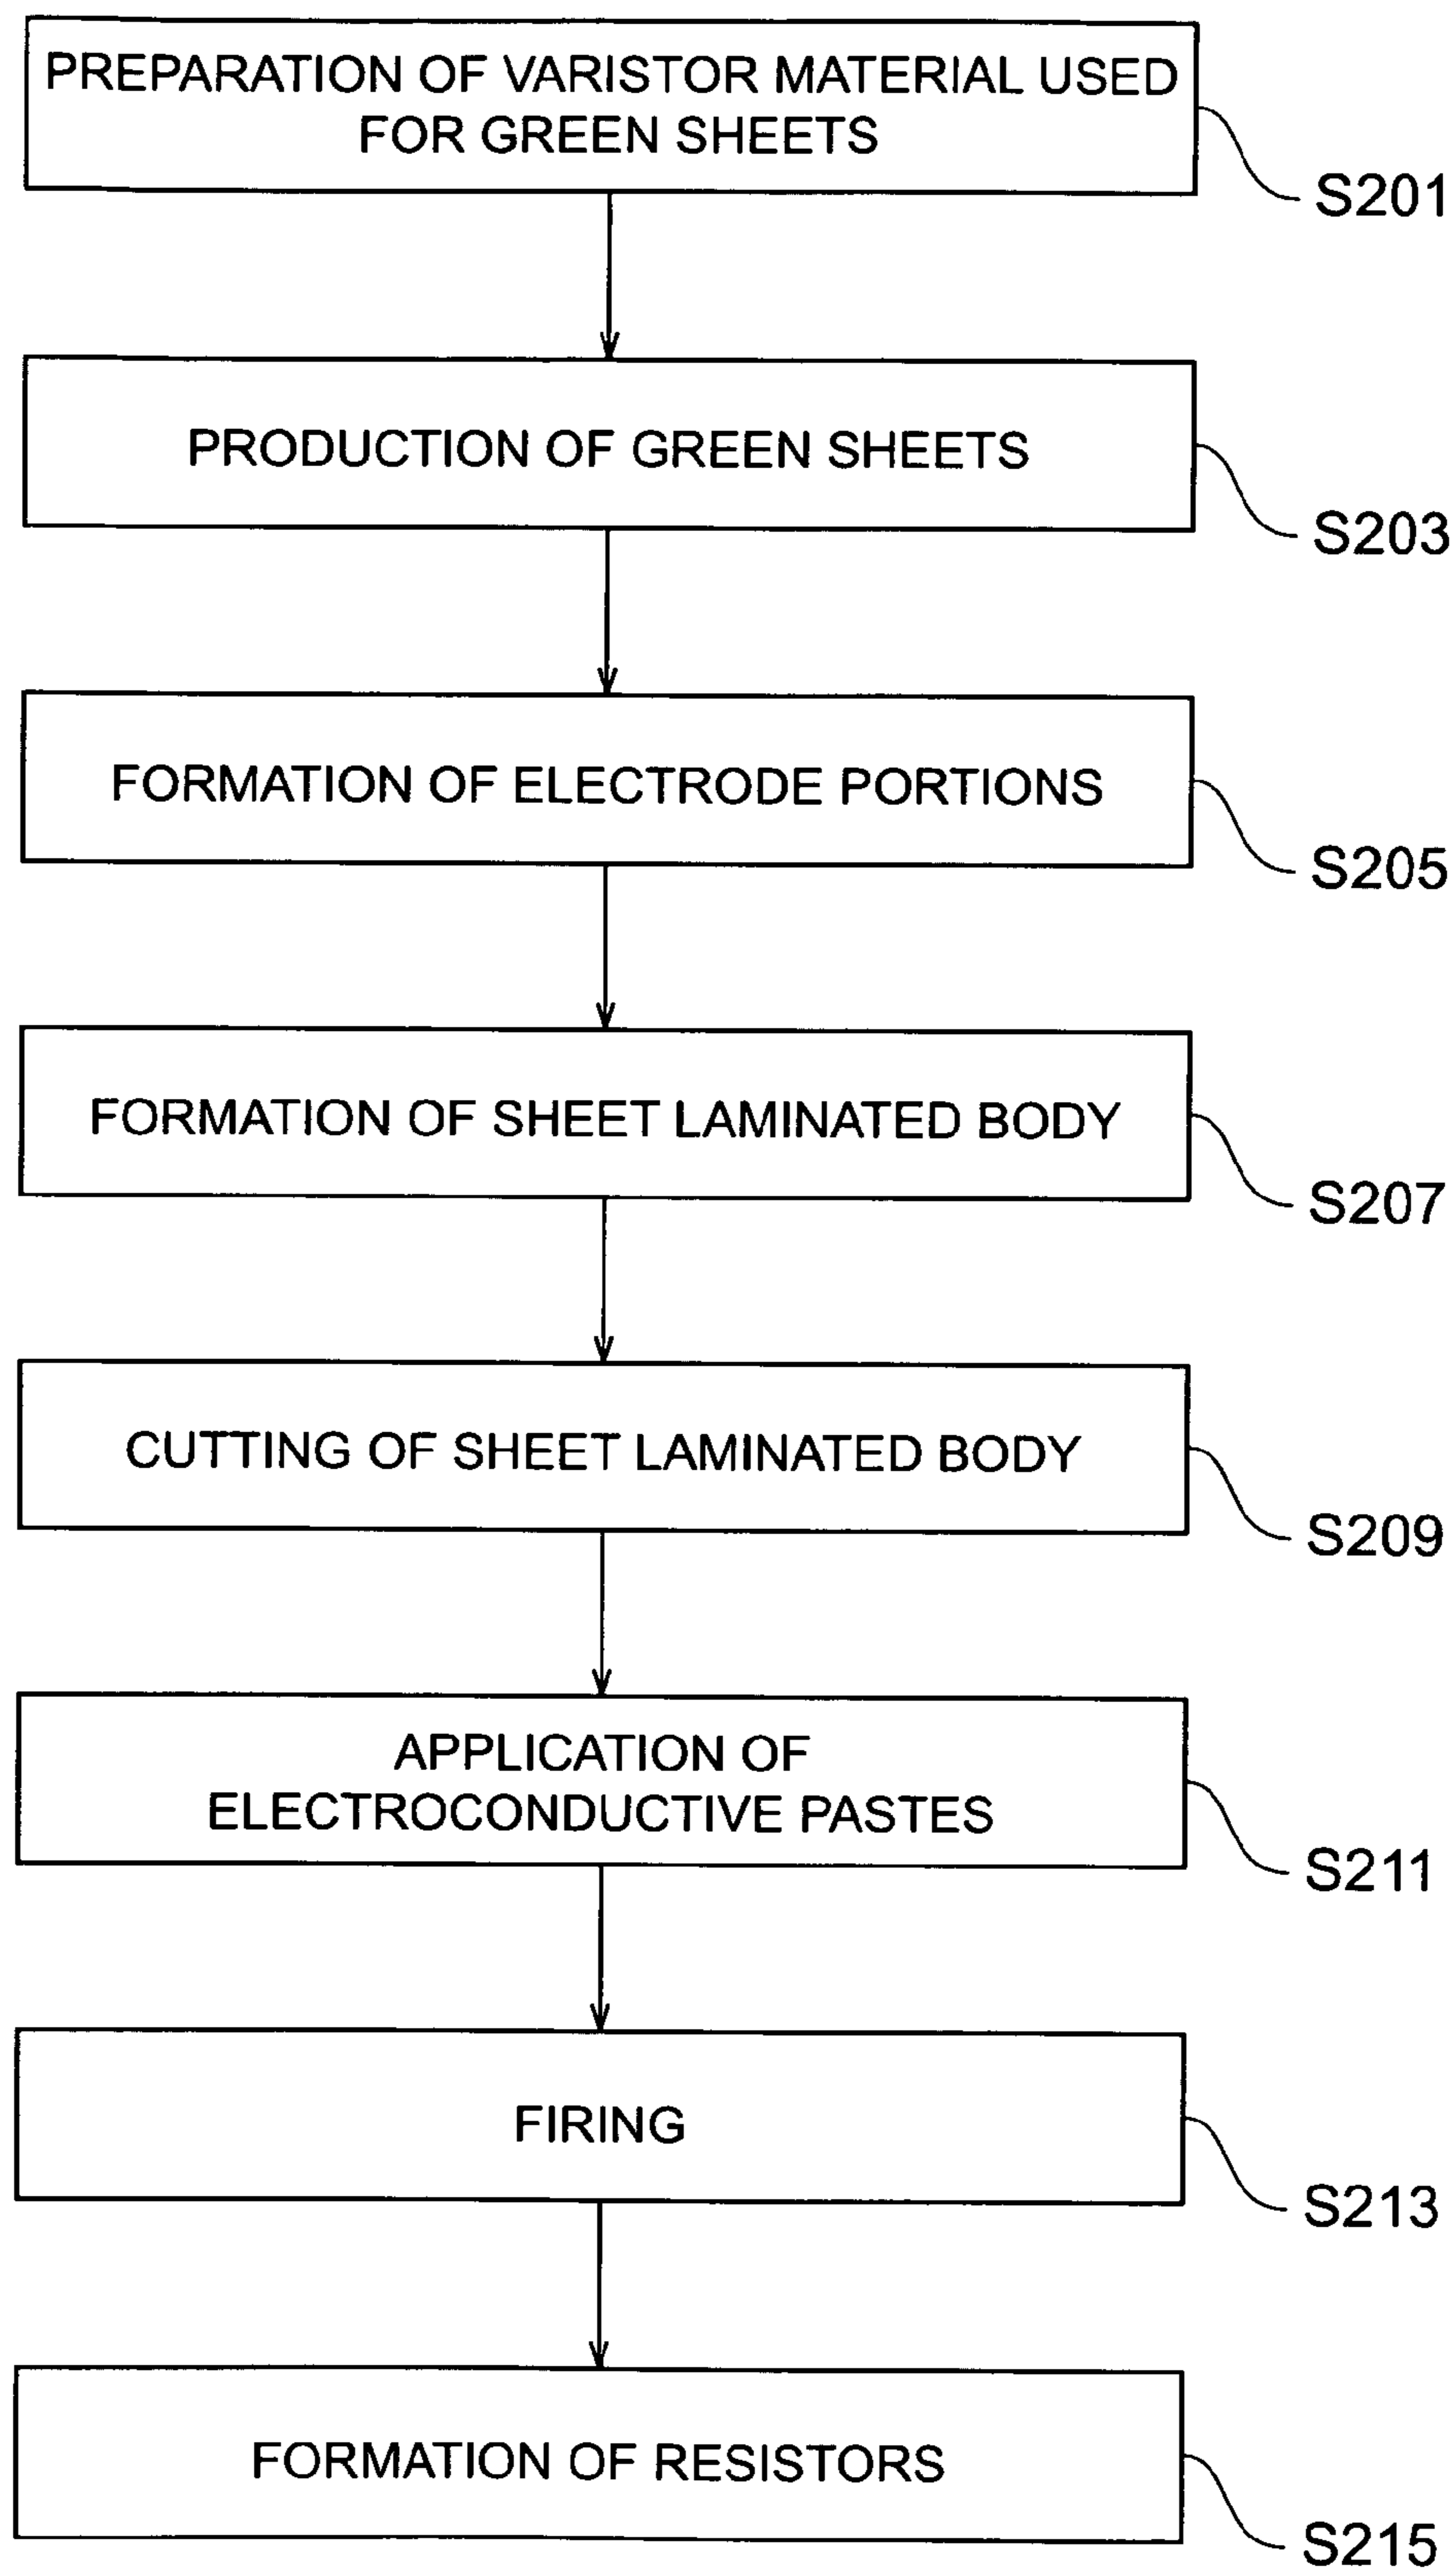 PREPARATION OF VARISTOR MATERIAL USED
FOR GREEN SHEETS
S201
PRODUCTION OF GREEN SHEETS
S203
FORMATION OF ELECTRODE PORTIONS
S205
FORMATION OF SHEET LAMINATED BODY
S207
CUTTING OF SHEET LAMINATED BODY
S209
APPLICATION OF
ELECTROCONDUCTIVE PASTES
S211
FIRING
S213
FORMATION OF RESISTORS
S215